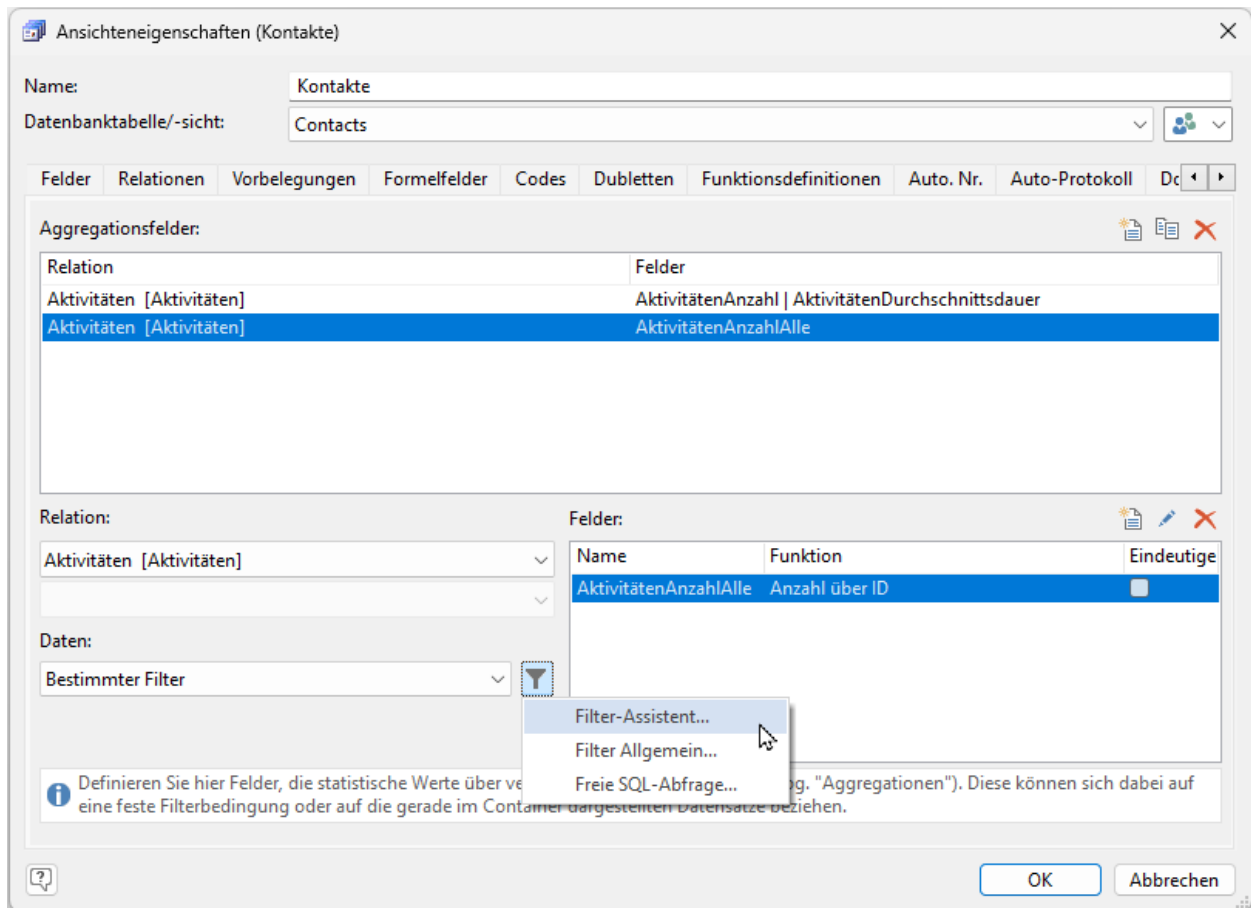 Ansichteneigenschaften (Kontakte)
Name: Kontakte
Datenbanktabelle/-sicht: Contacts
Felder Relationen Vorbelegungen Formelfelder Codes Dubletten Funktionsdefinitionen Auto. Nr. Auto-Protokoll
Aggregationsfelder:
Relation Felder
Aktivitäten [Aktivitäten] AktivitätenAnzahl | AktivitätenDurchschnittsdauer
Aktivitäten [Aktivitäten] AktivitätenAnzahlAlle
Relation: Felder:
Aktivitäten [Aktivitäten]
Name Funktion Eindeutige
AktivitätenAnzahlAlle Anzahl über ID
Daten:
Bestimmter Filter
Filter-Assistent...
Filter Allgemein...
Freie SQL-Abfrage...
Definieren Sie hier Felder, die statistische Werte über "Aggregationen"). Diese können sich dabei auf
eine feste Filterbedingung oder auf die gerade im Container dargestellten Datensätze beziehen.
OK Abbrechen